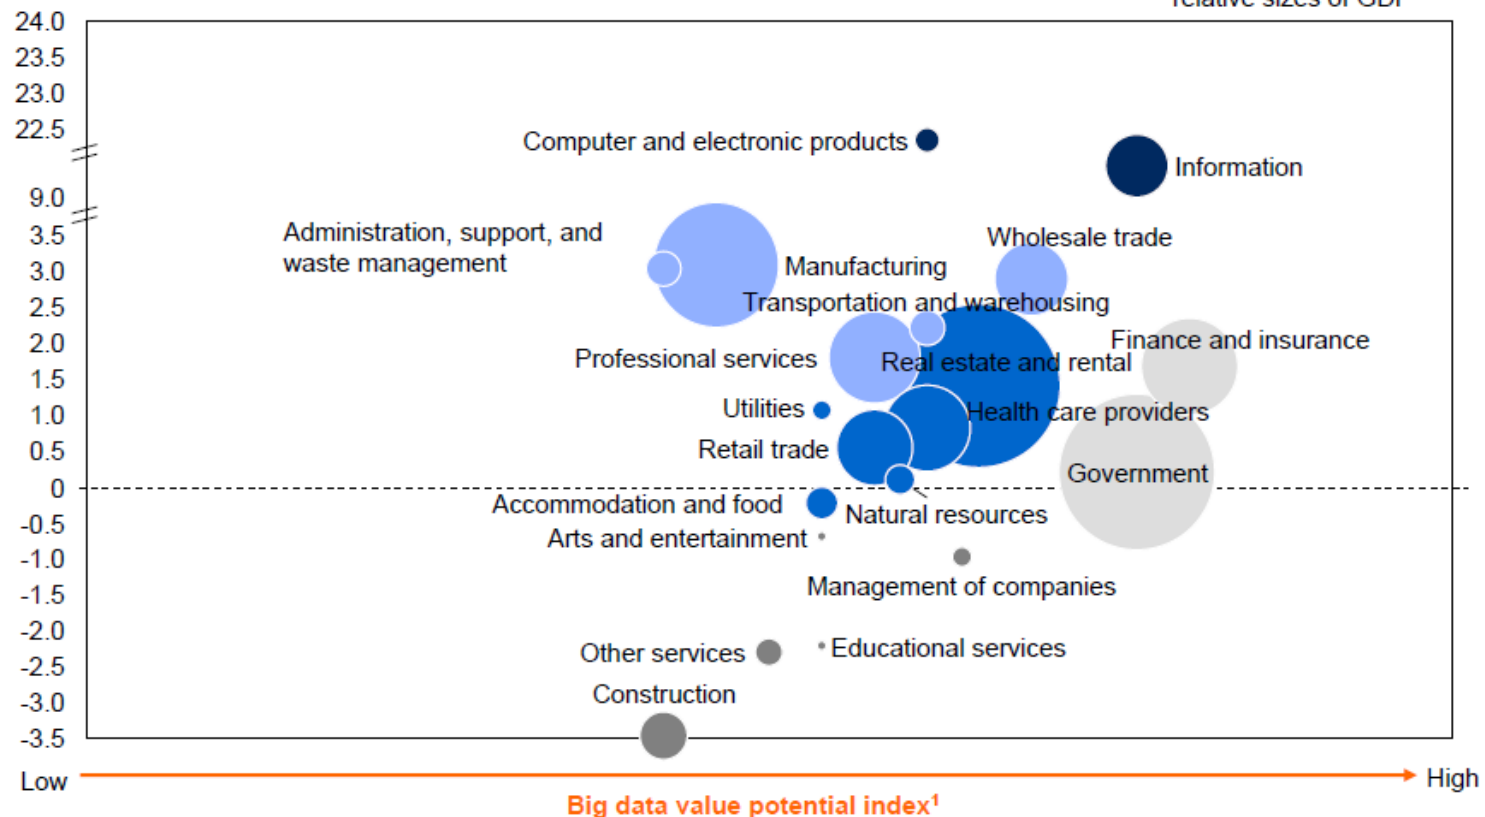 relative sizes of GDP
24.0
23.5
23.0
22.5
9.0
3.5
3.0
2.5
2.0
1.5
1.0
0.5
0
-0.5
-1.0
-1.5
-2.0
-2.5
-3.0
-3.5
Computer and electronic products
Information
Administration, support, and
waste management
Wholesale trade
Manufacturing
Transportation and warehousing
Finance and insurance
Professional services
Real estate and rental
Utilities
Health care providers
Retail trade
Government
Accommodation and food
Natural resources
Arts and entertainment
Management of companies
Other services
Educational services
Construction
Low
High
Big data value potential index¹